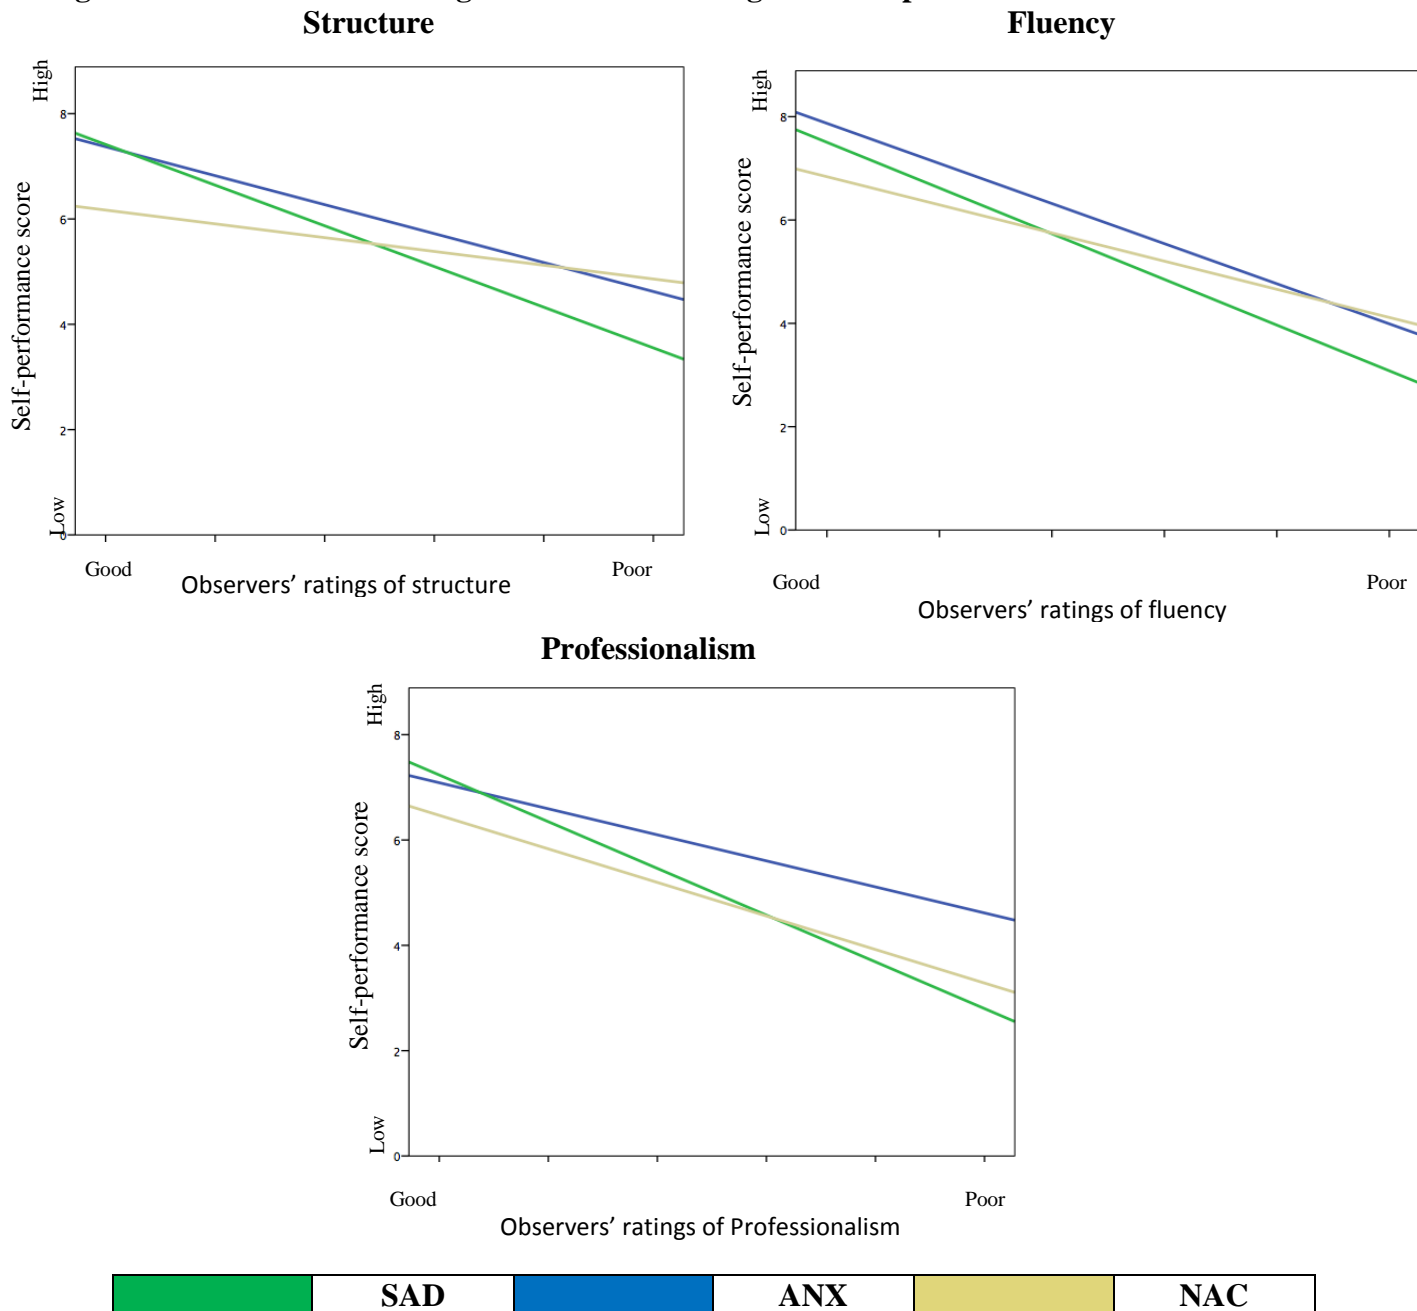 Structure
High
8
6
4
2
0
Low
Self-performance score
Good
Poor
Observers’ ratings of structure
Fluency
High
8
6
4
2
0
Low
Self-performance score
Good
Poor
Observers’ ratings of fluency
Professionalism
High
8
6
4
2
0
Low
Self-performance score
Good
Poor
Observers’ ratings of Professionalism
SAD ANX NAC